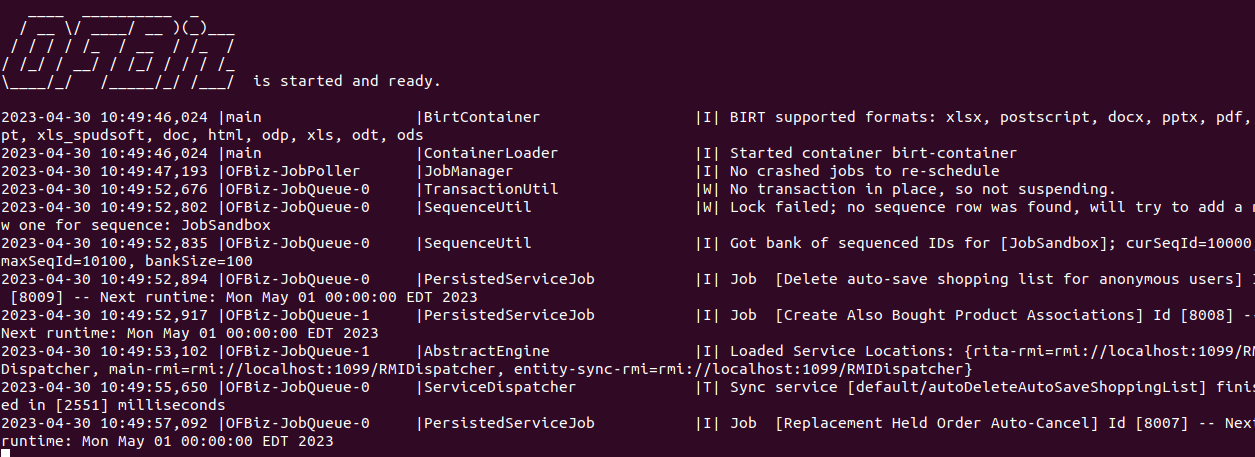 ____  __________  _
  / __ \/ ____/ __ )(_)___
 / / / / /_  / __  / /_  /
/ /_/ / __/ / /_/ / / / /_
\____/_/   /_____/_/ /___/  is started and ready.
2023-04-30 10:49:46,024 |main                 |BirtContainer                 |I| BIRT supported formats: xlsx, postscript, docx, pptx, pdf,
pt, xls_spudsoft, doc, html, odp, xls, odt, ods
2023-04-30 10:49:46,024 |main                 |ContainerLoader               |I| Started container birt-container
2023-04-30 10:49:47,193 |OFBiz-JobPoller      |JobManager                    |I| No crashed jobs to re-schedule
2023-04-30 10:49:52,676 |OFBiz-JobQueue-0     |TransactionUtil               |W| No transaction in place, so not suspending.
2023-04-30 10:49:52,802 |OFBiz-JobQueue-0     |SequenceUtil                  |W| Lock failed; no sequence row was found, will try to add a
w one for sequence: JobSandbox
2023-04-30 10:49:52,835 |OFBiz-JobQueue-0     |SequenceUtil                  |I| Got bank of sequenced IDs for [JobSandbox]; curSeqId=10000
maxSeqId=10100, bankSize=100
2023-04-30 10:49:52,894 |OFBiz-JobQueue-0     |PersistedServiceJob           |I| Job  [Delete auto-save shopping list for anonymous users]
 [8009] -- Next runtime: Mon May 01 00:00:00 EDT 2023
2023-04-30 10:49:52,917 |OFBiz-JobQueue-1     |PersistedServiceJob           |I| Job  [Create Also Bought Product Associations] Id [8008] --
Next runtime: Mon May 01 00:00:00 EDT 2023
2023-04-30 10:49:53,102 |OFBiz-JobQueue-1     |AbstractEngine                |I| Loaded Service Locations: {rita-rmi=rmi://localhost:1099/RM
Dispatcher, main-rmi=rmi://localhost:1099/RMIDispatcher, entity-sync-rmi=rmi://localhost:1099/RMIDispatcher}
2023-04-30 10:49:55,650 |OFBiz-JobQueue-0     |ServiceDispatcher             |T| Sync service [default/autoDeleteAutoSaveShoppingList] finis
ed in [2551] milliseconds
2023-04-30 10:49:57,092 |OFBiz-JobQueue-0     |PersistedServiceJob           |I| Job  [Replacement Held Order Auto-Cancel] Id [8007] -- Next
runtime: Mon May 01 00:00:00 EDT 2023